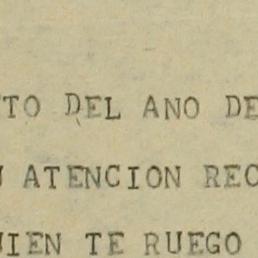 TO DEL ANO DE
ATENCION REC
IEN TE RUEGO